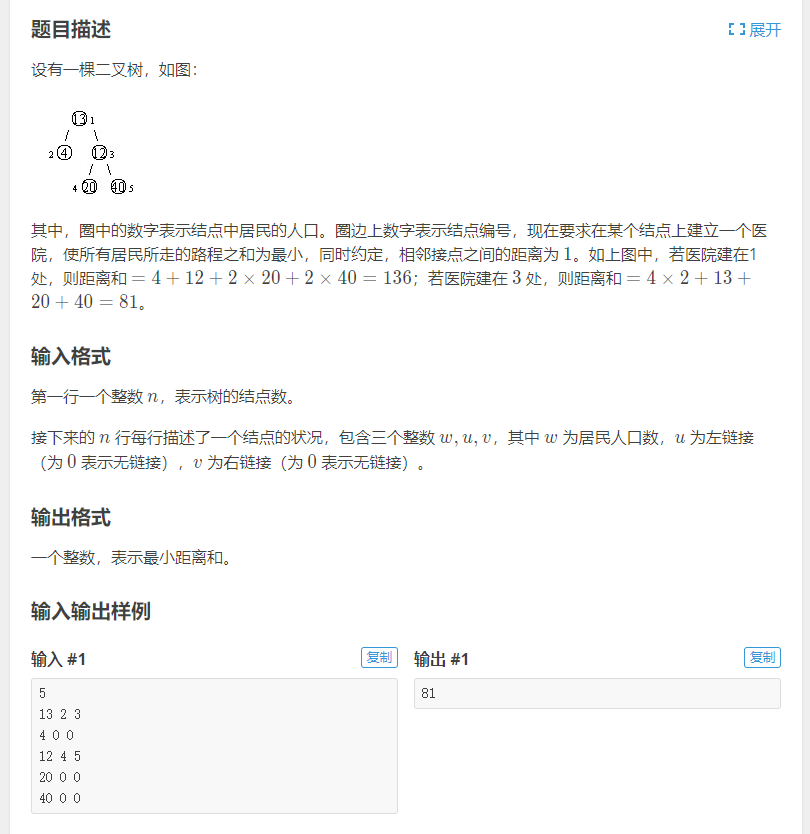 题目描述
展开
设有一棵二叉树，如图：
13 1
2 4 12 3
4 20 40 5
其中，圈中的数字表示结点中居民的人口。圈边上数字表示结点编号，现在要求在某个结点上建立一个医
院，使所有居民所走的路程之和为最小，同时约定，相邻接点之间的距离为 1。如上图中，若医院建在1
处，则距离和 = 4 + 12 + 2 × 20 + 2 × 40 = 136；若医院建在 3 处，则距离和 = 4 × 2 + 13 +
20 + 40 = 81。
输入格式
第一行一个整数 n，表示树的结点数。
接下来的 n 行每行描述了一个结点的状况，包含三个整数 w, u, v，其中 w 为居民人口数，u 为左链接
（为 0 表示无链接），v 为右链接（为 0 表示无链接）。
输出格式
一个整数，表示最小距离和。
输入输出样例
输入 #1
复制
5
13 2 3
4 0 0
12 4 5
20 0 0
40 0 0
输出 #1
复制
81